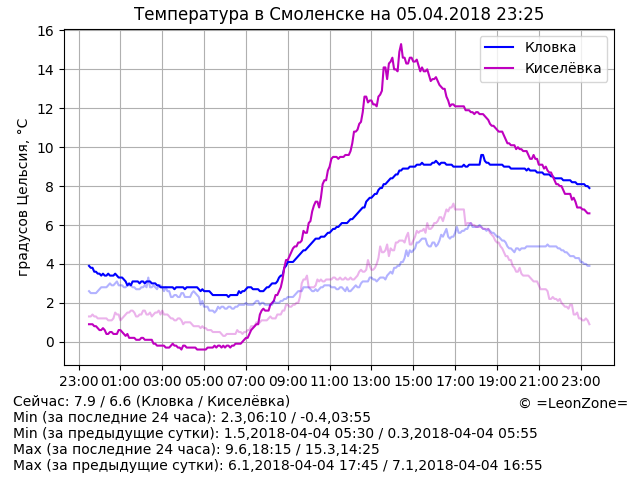 Температура в Смоленске на 05.04.2018 23:25
градусов Цельсия, °C
16
14
12
10
8
6
4
2
0
Кловка
Киселёвка
23:00 01:00 03:00 05:00 07:00 09:00 11:00 13:00 15:00 17:00 19:00 21:00 23:00
Сейчас: 7.9 / 6.6 (Кловка / Киселёвка)
© =LeonZone=
Min (за последние 24 часа): 2.3,06:10 / -0.4,03:55
Min (за предыдущие сутки): 1.5,2018-04-04 05:30 / 0.3,2018-04-04 05:55
Max (за последние 24 часа): 9.6,18:15 / 15.3,14:25
Max (за предыдущие сутки): 6.1,2018-04-04 17:45 / 7.1,2018-04-04 16:55